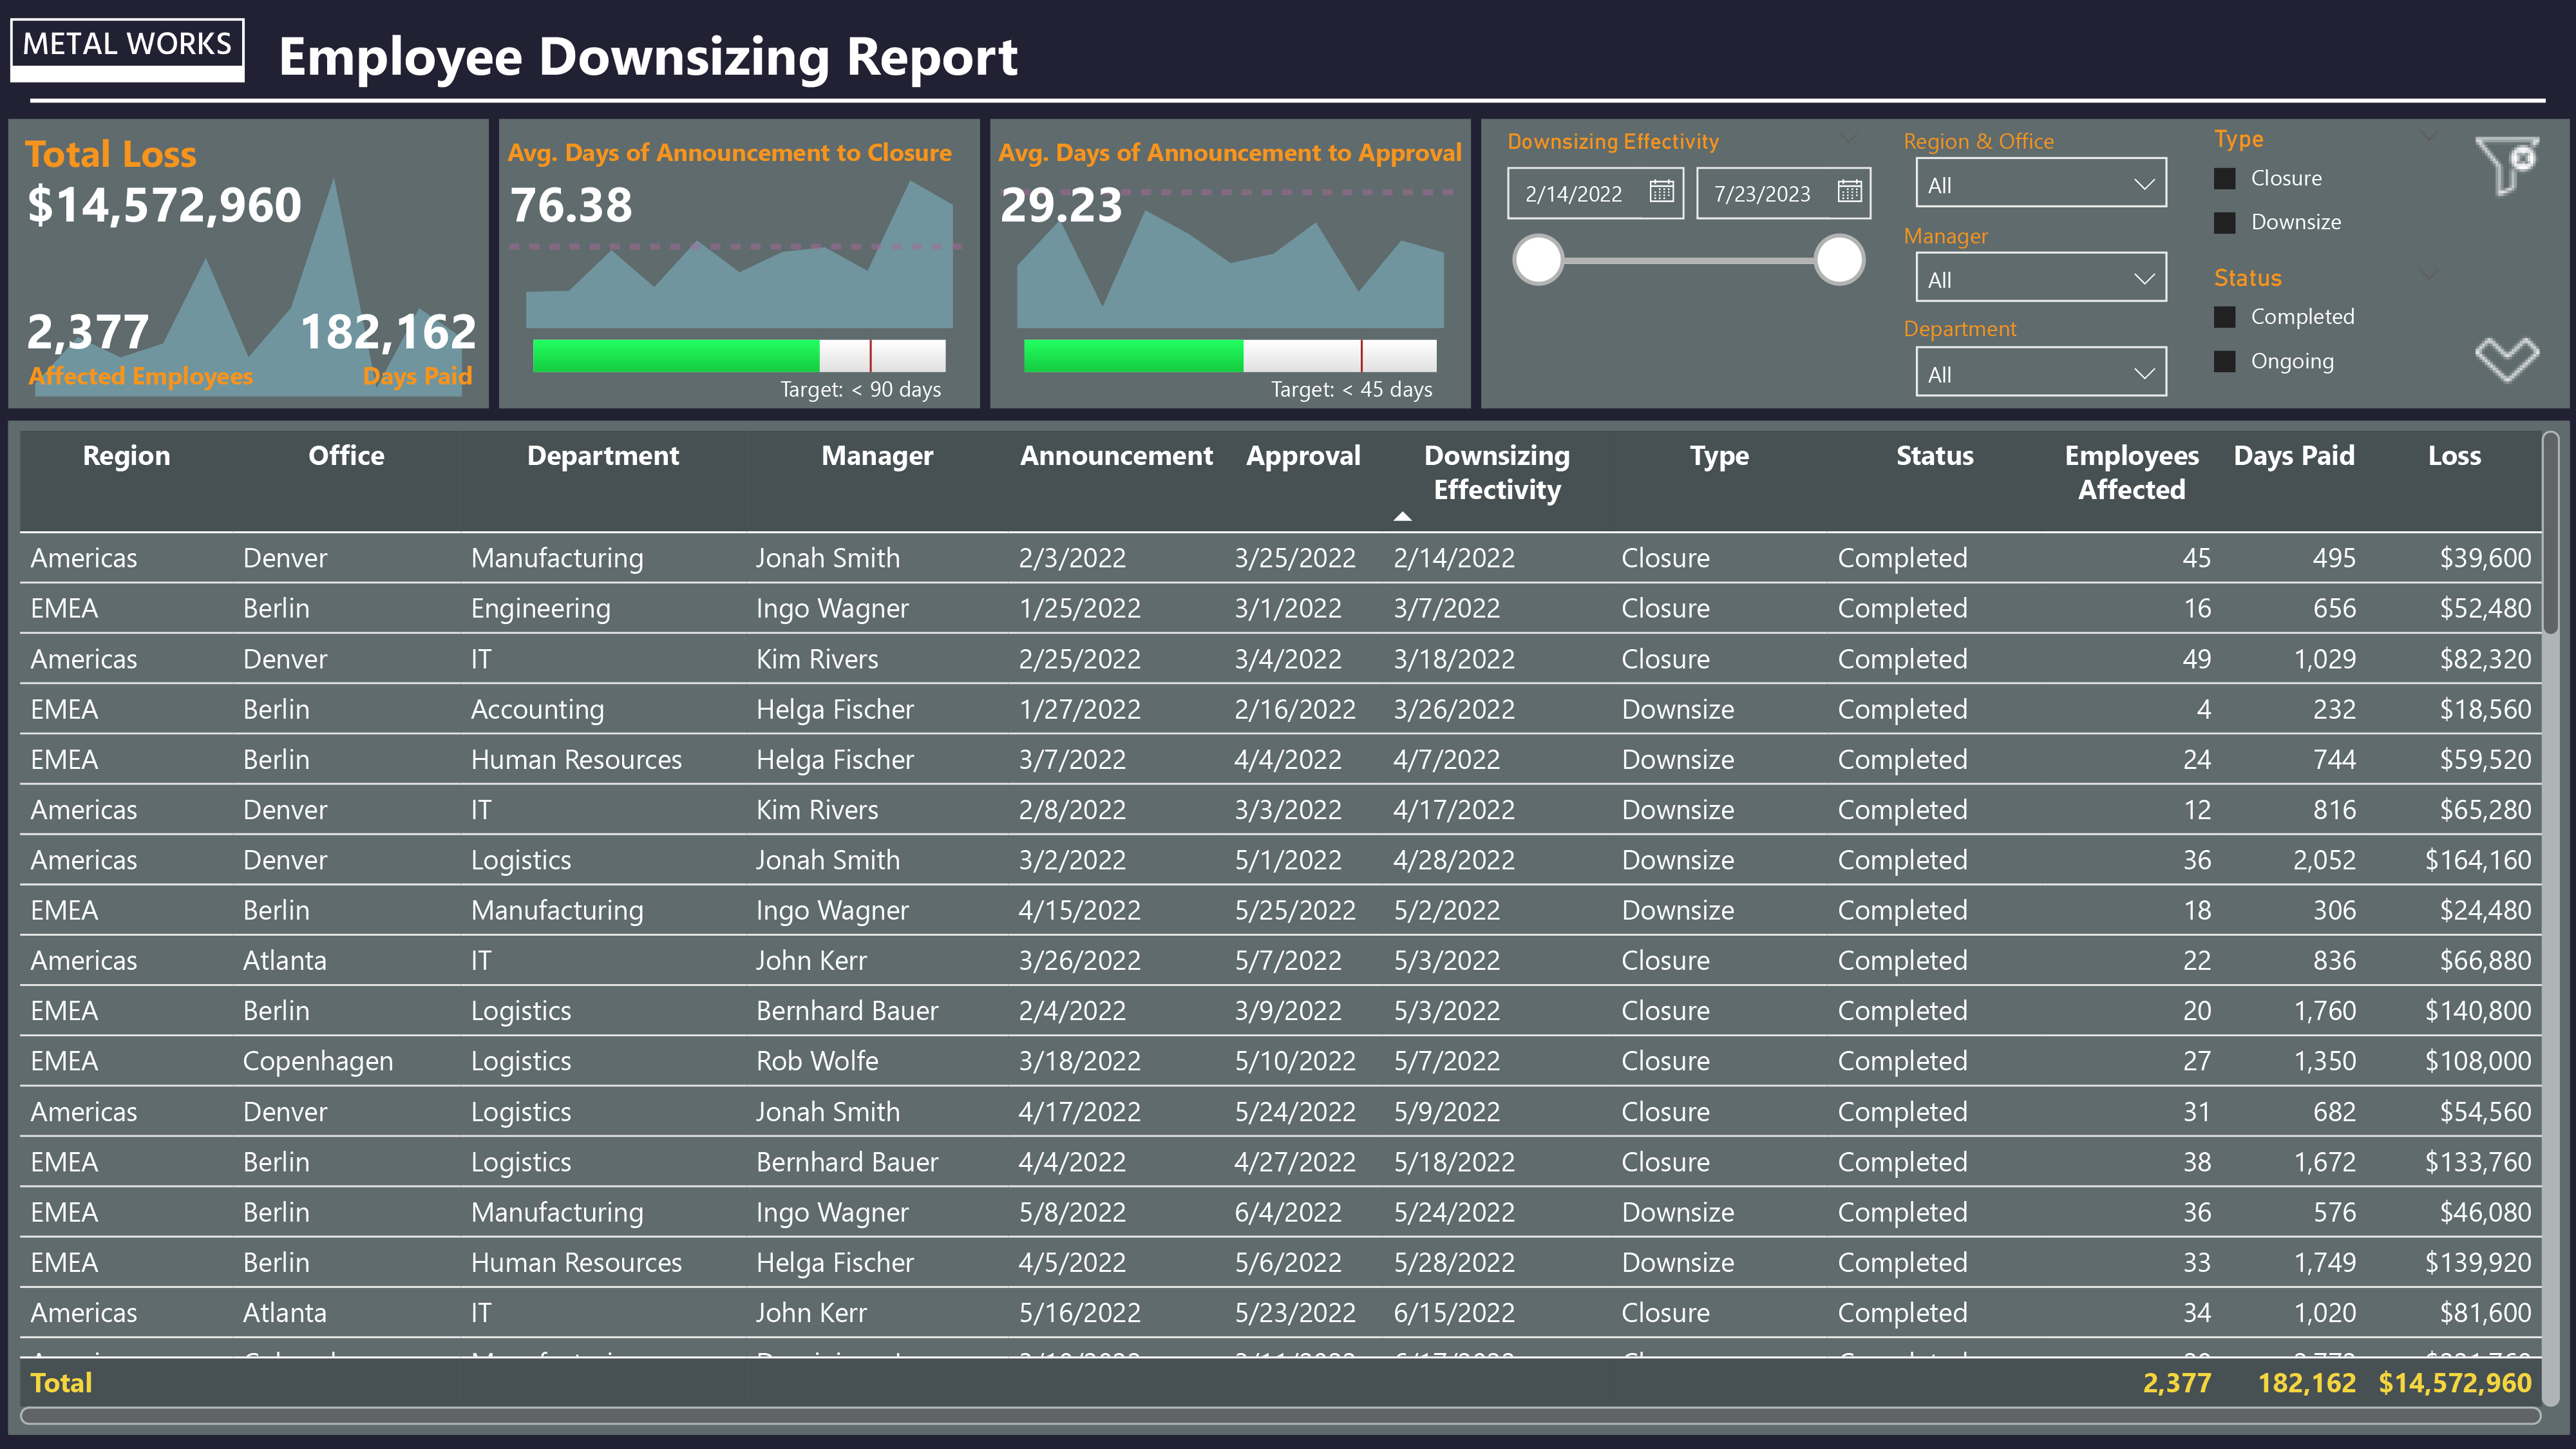 METAL WORKS
Employee Downsizing Report
Total Loss
$14,572,960
2,377
182,162
Affected Employees
Days Paid
Avg. Days of Announcement to Closure
76.38
Target: < 90 days
Avg. Days of Announcement to Approval
29.23
Target: < 45 days
Downsizing Effectivity
2/14/2022
7/23/2023
Region & Office
All
Manager
All
Department
All
Type
Closure
Downsize
Status
Completed
Ongoing
Region Office Department Manager Announcement Approval Downsizing Type Status Employees Days Paid Loss
Effectivity Affected
Americas Denver Manufacturing Jonah Smith 2/3/2022 3/25/2022 2/14/2022 Closure Completed 45 495 $39,600
EMEA Berlin Engineering Ingo Wagner 1/25/2022 3/1/2022 3/7/2022 Closure Completed 16 656 $52,480
Americas Denver IT Kim Rivers 2/25/2022 3/4/2022 3/18/2022 Closure Completed 49 1,029 $82,320
EMEA Berlin Accounting Helga Fischer 1/27/2022 2/16/2022 3/26/2022 Downsize Completed 4 232 $18,560
EMEA Berlin Human Resources Helga Fischer 3/7/2022 4/4/2022 4/7/2022 Downsize Completed 24 744 $59,520
Americas Denver IT Kim Rivers 2/8/2022 3/3/2022 4/17/2022 Downsize Completed 12 816 $65,280
Americas Denver Logistics Jonah Smith 3/2/2022 5/1/2022 4/28/2022 Downsize Completed 36 2,052 $164,160
EMEA Berlin Manufacturing Ingo Wagner 4/15/2022 5/25/2022 5/2/2022 Downsize Completed 18 306 $24,480
Americas Atlanta IT John Kerr 3/26/2022 5/7/2022 5/3/2022 Closure Completed 22 836 $66,880
EMEA Berlin Logistics Bernhard Bauer 2/4/2022 3/9/2022 5/3/2022 Closure Completed 20 1,760 $140,800
EMEA Copenhagen Logistics Rob Wolfe 3/18/2022 5/10/2022 5/7/2022 Closure Completed 27 1,350 $108,000
Americas Denver Logistics Jonah Smith 4/17/2022 5/24/2022 5/9/2022 Closure Completed 31 682 $54,560
EMEA Berlin Logistics Bernhard Bauer 4/4/2022 4/27/2022 5/18/2022 Closure Completed 38 1,672 $133,760
EMEA Berlin Manufacturing Ingo Wagner 5/8/2022 6/4/2022 5/24/2022 Downsize Completed 36 576 $46,080
EMEA Berlin Human Resources Helga Fischer 4/5/2022 5/6/2022 5/28/2022 Downsize Completed 33 1,749 $139,920
Americas Atlanta IT John Kerr 5/16/2022 5/23/2022 6/15/2022 Closure Completed 34 1,020 $81,600
Total 2,377 182,162 $14,572,960